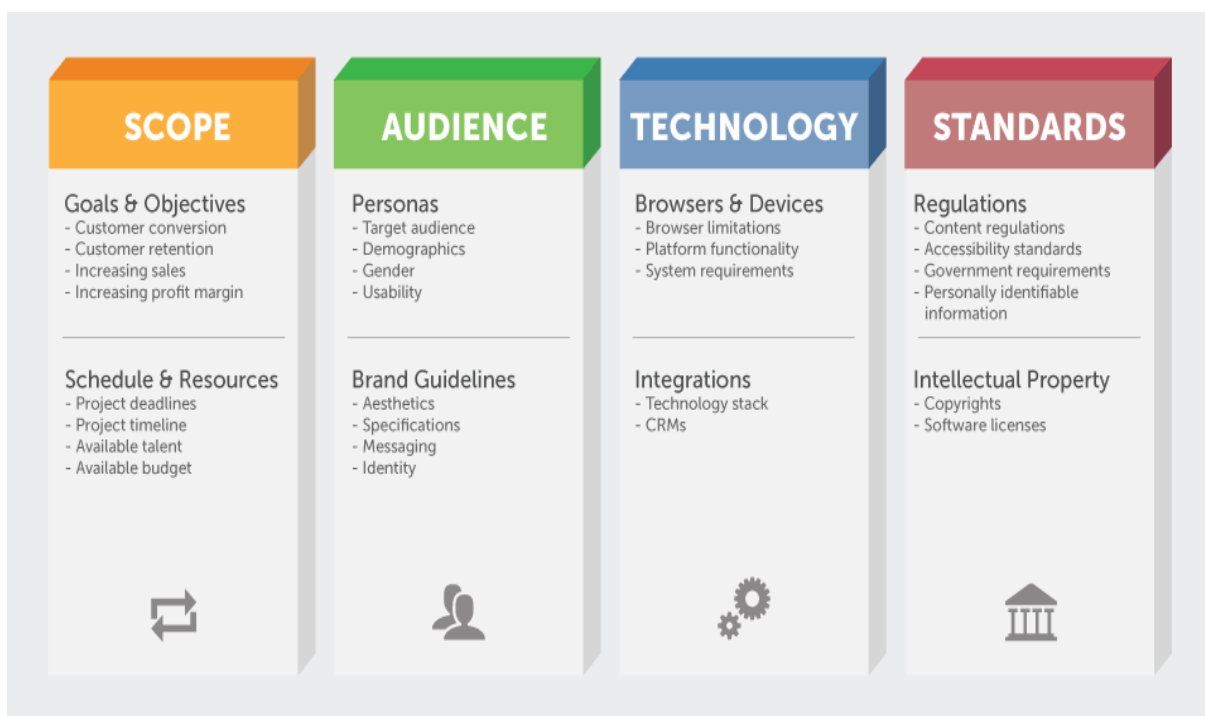 SCOPE
Goals & Objectives
- Customer conversion
- Customer retention
- Increasing sales
- Increasing profit margin
Schedule & Resources
- Project deadlines
- Project timeline
- Available talent
- Available budget
AUDIENCE
Personas
- Target audience
- Demographics
- Gender
- Usability
Brand Guidelines
- Aesthetics
- Specifications
- Messaging
- Identity
TECHNOLOGY
Browsers & Devices
- Browser limitations
- Platform functionality
- System requirements
Integrations
- Technology stack
- CRMs
STANDARDS
Regulations
- Content regulations
- Accessibility standards
- Government requirements
- Personally identifiable
information
Intellectual Property
- Copyrights
- Software licenses